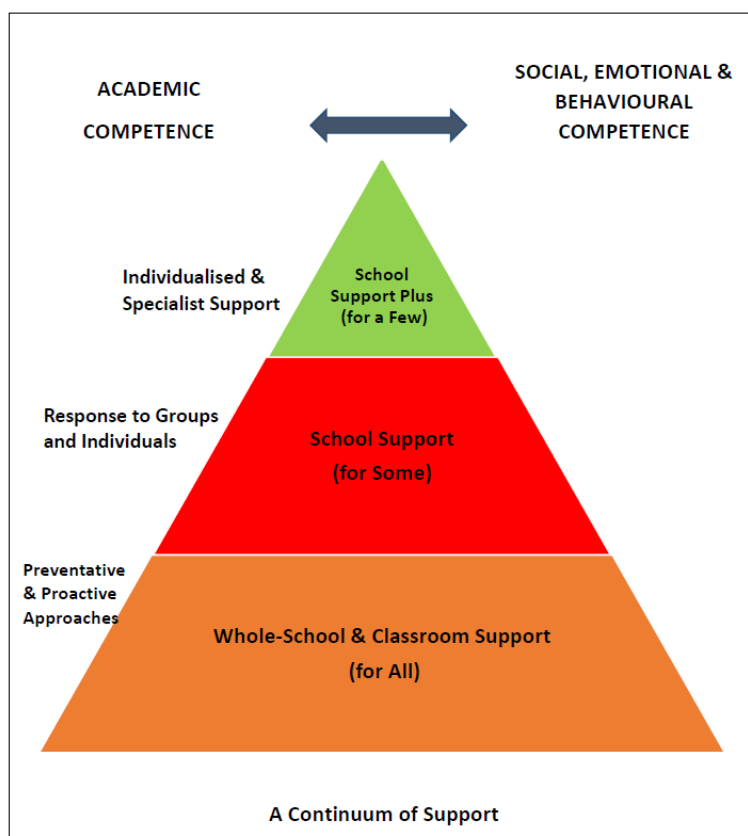 ACADEMIC
COMPETENCE
SOCIAL, EMOTIONAL &
BEHAVIOURAL
COMPETENCE
Individualised &
Specialist Support
School
Support Plus
(for a Few)
Response to Groups
and Individuals
School Support
(for Some)
Preventative
& Proactive
Approaches
Whole-School & Classroom Support
(for All)
A Continuum of Support